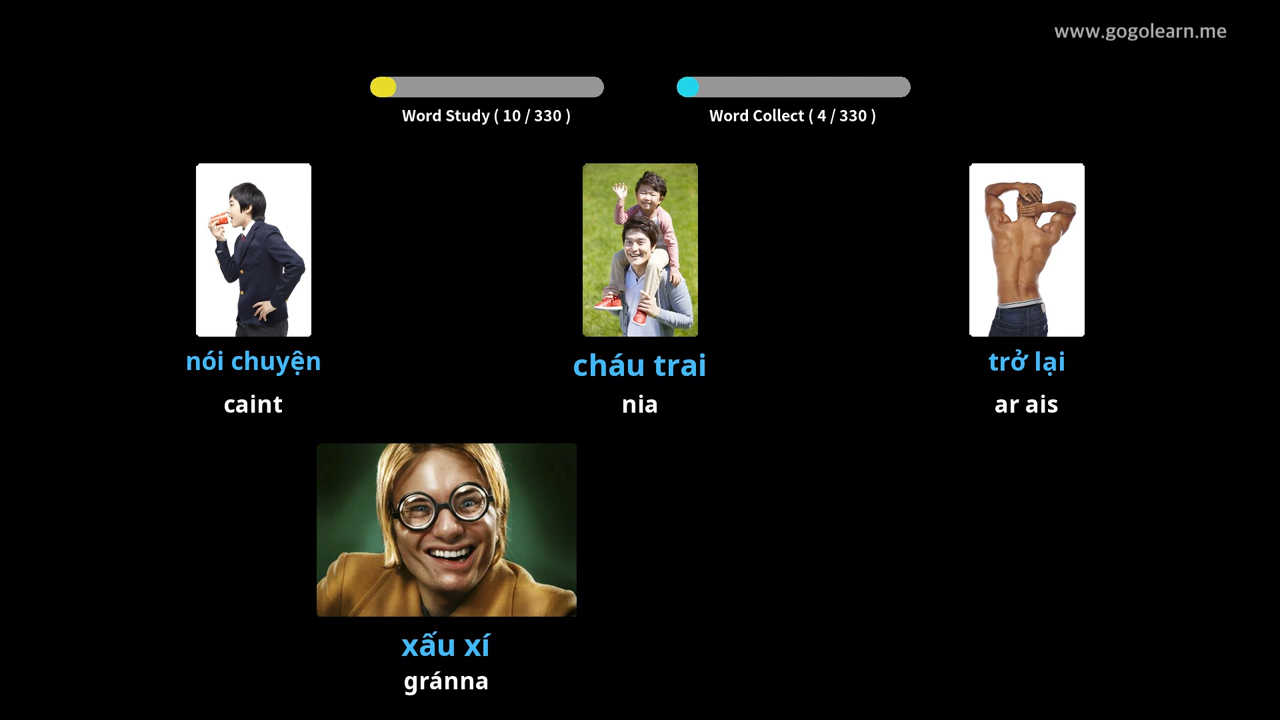 www.gogolearn.me
Word Study ( 10 / 330 )
Word Collect ( 4 / 330 )
nói chuyện
caint
cháu trai
nia
trở lại
ar ais
xấu xí
gránna